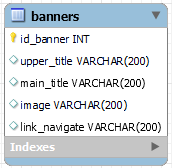 banners
id_banner INT
upper_title VARCHAR(200)
main_title VARCHAR(200)
image VARCHAR(200)
link_navigate VARCHAR(200)
Indexes